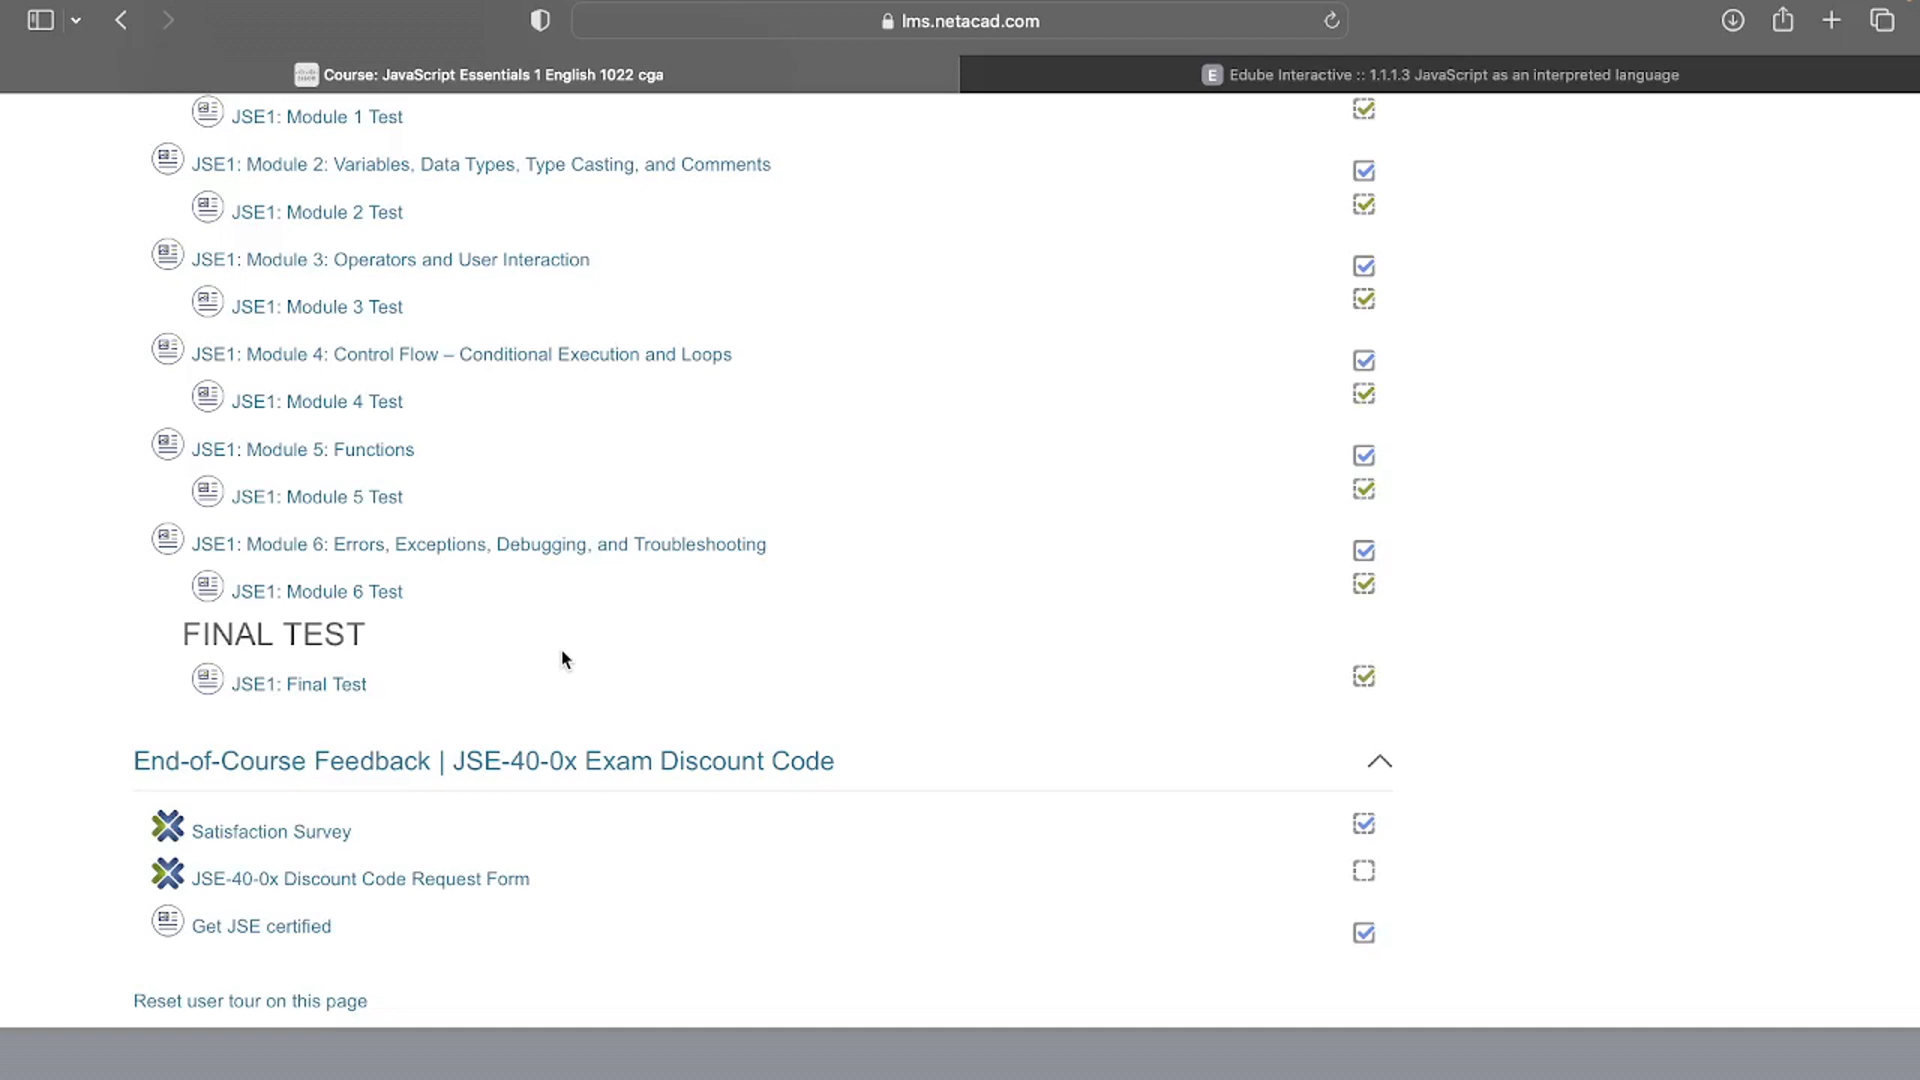 lms.netacad.com
Course: JavaScript Essentials 1 English 1022 cga
E Edube Interactive :: 1.1.1.3 JavaScript as an interpreted language
JSE1: Module 1 Test
JSE1: Module 2: Variables, Data Types, Type Casting, and Comments
JSE1: Module 2 Test
JSE1: Module 3: Operators and User Interaction
JSE1: Module 3 Test
JSE1: Module 4: Control Flow – Conditional Execution and Loops
JSE1: Module 4 Test
JSE1: Module 5: Functions
JSE1: Module 5 Test
JSE1: Module 6: Errors, Exceptions, Debugging, and Troubleshooting
JSE1: Module 6 Test
FINAL TEST
JSE1: Final Test
End-of-Course Feedback | JSE-40-0x Exam Discount Code
Satisfaction Survey
JSE-40-0x Discount Code Request Form
Get JSE certified
Reset user tour on this page